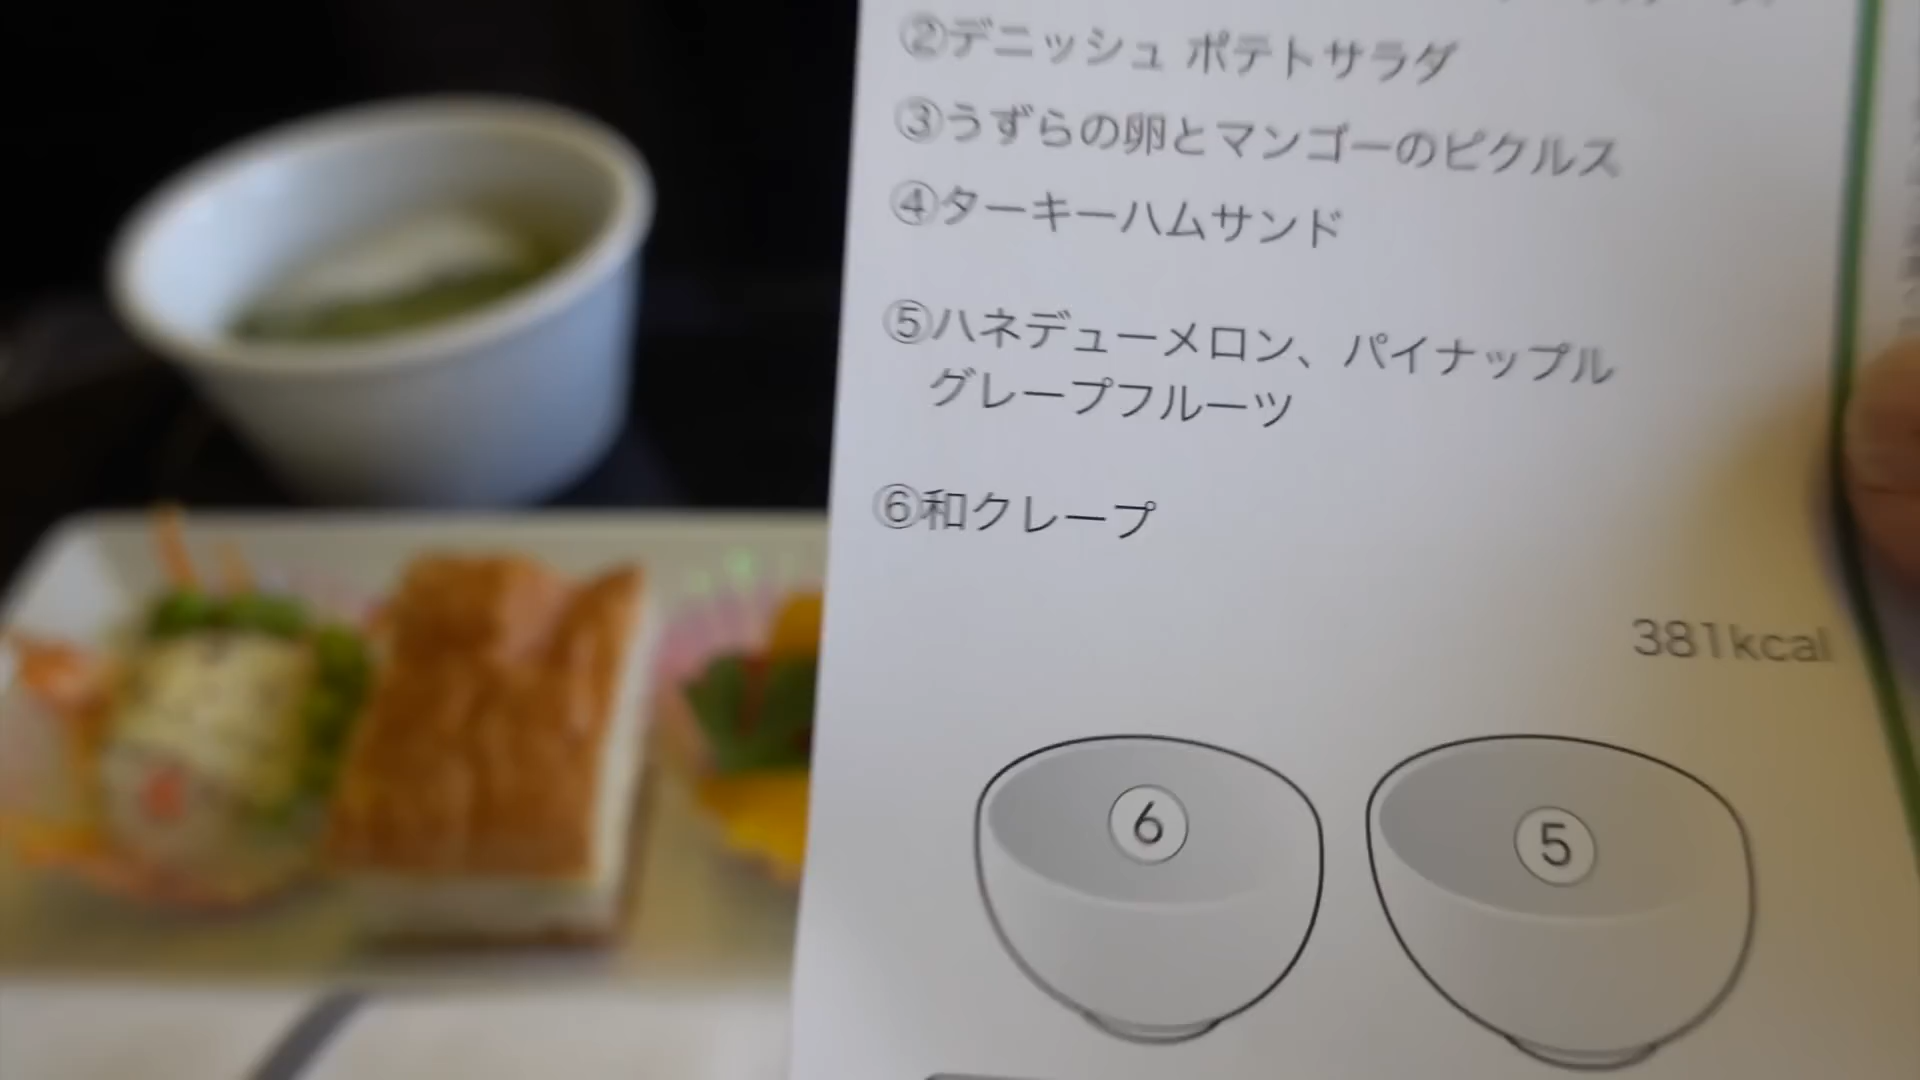 ②デニッシュ ポテトサラダ
③うずらの卵とマンゴーのピクルス
④ターキーハムサンド
⑤ハネデューメロン、パイナップル
グレープフルーツ
⑥和クレープ
381kcal
6
5